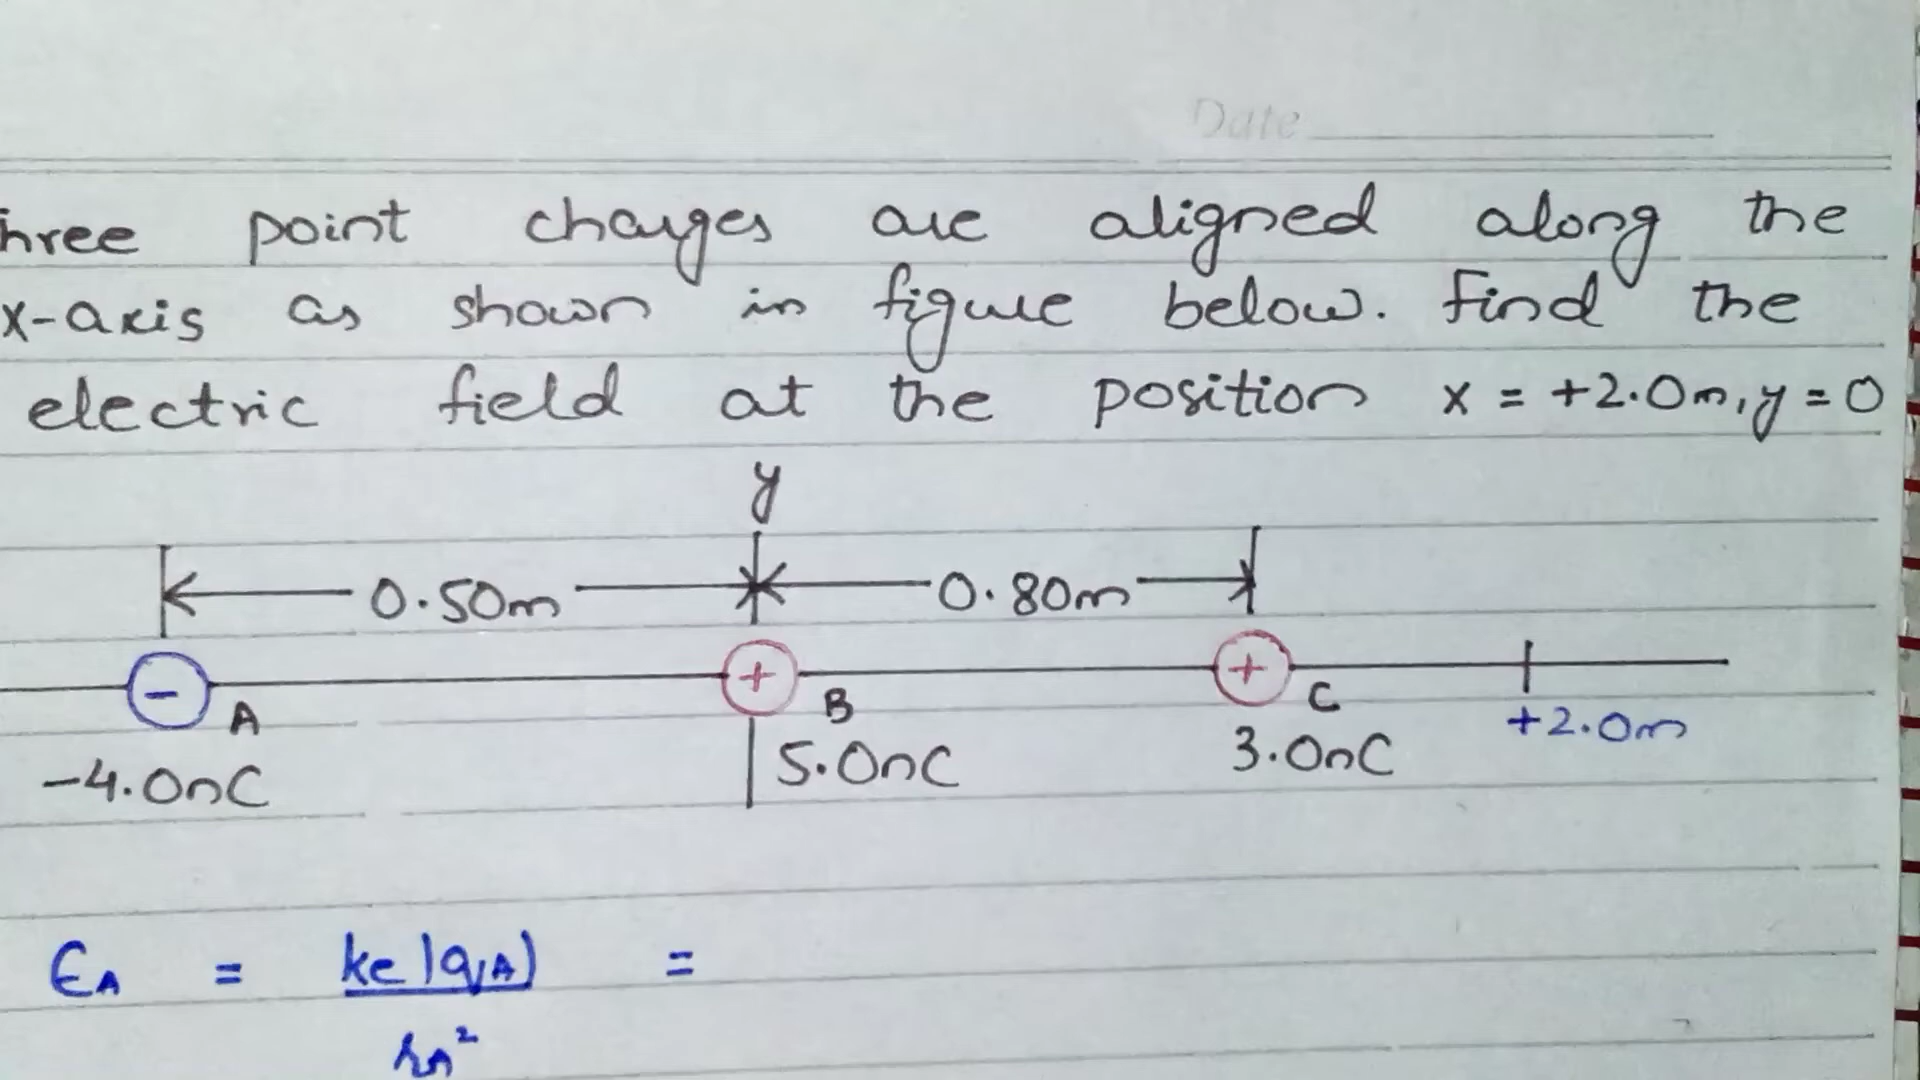 Date
hree point charges are aligned along the
x-axis as shown in figure below. Find the
electric field at the position x = +2.0m, y = 0
y
0.50m 0.80m
- + +
A B C
+2.0m
-4.0nC 5.0nC 3.0nC
EA = ke |qA| =
rA²